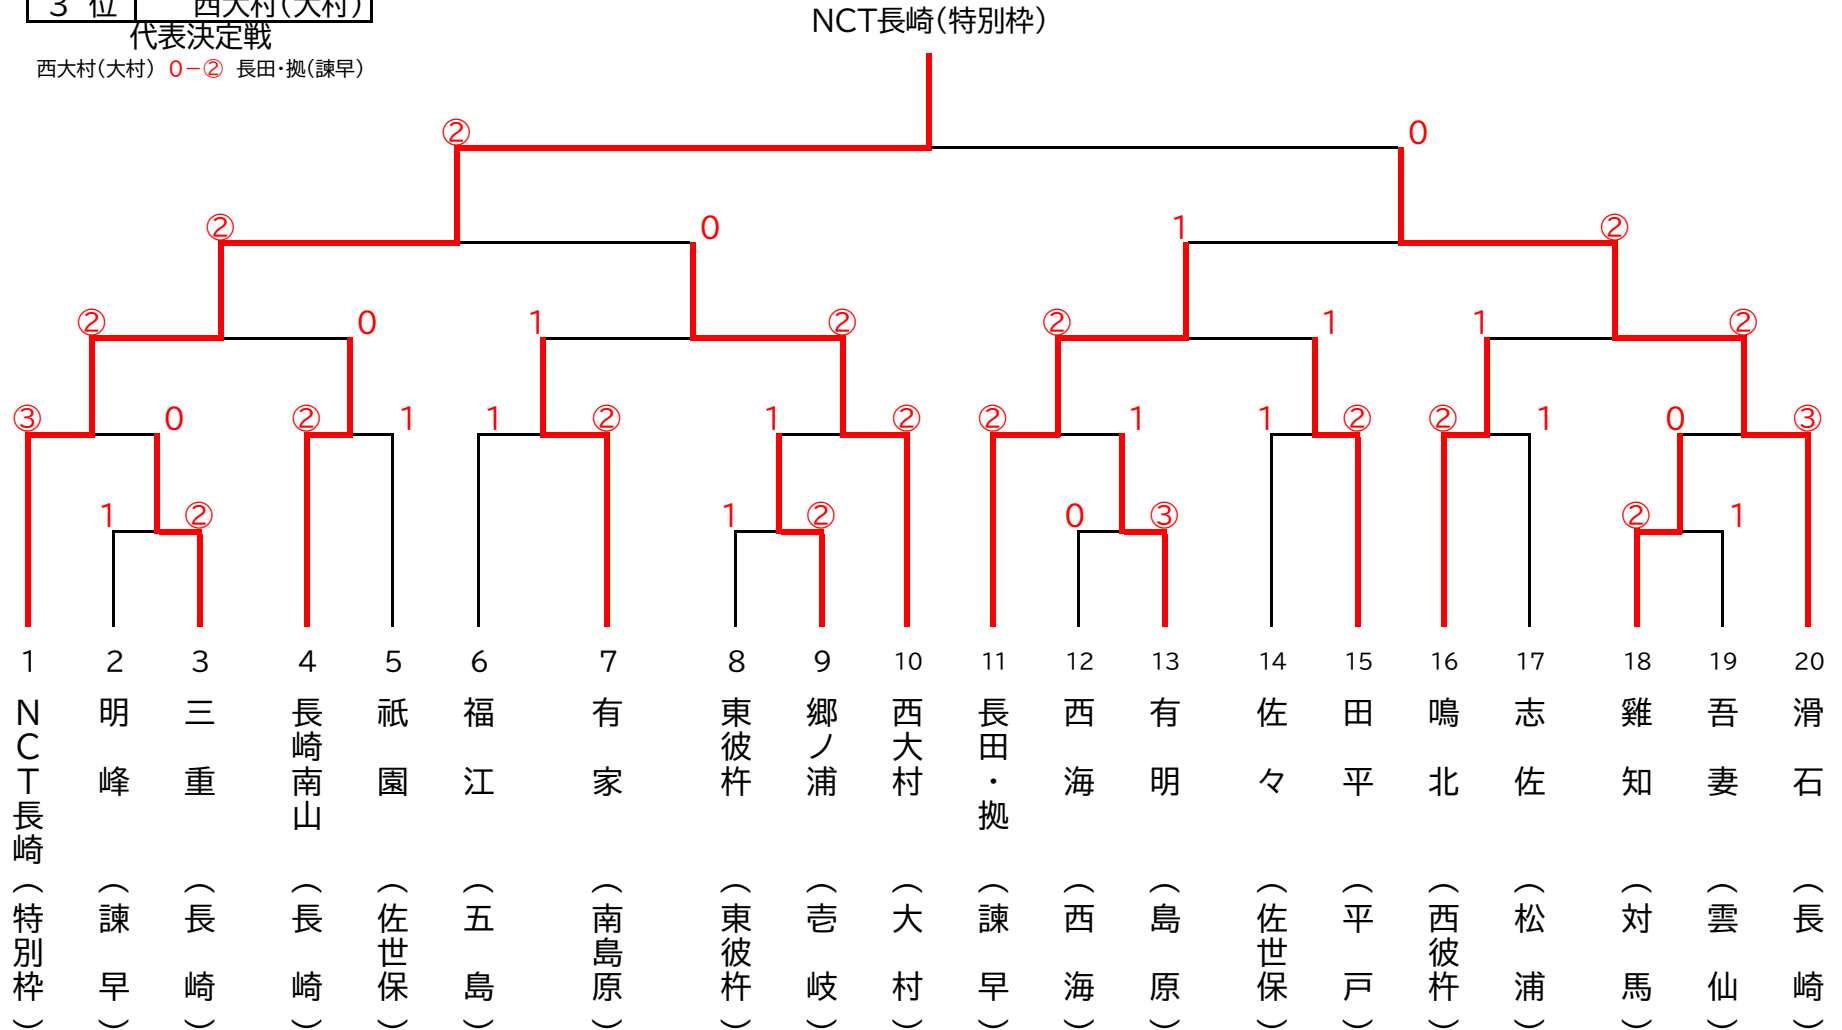 ３ 位 西大村（大村）
代表決定戦
西大村（大村） 0－② 長田・拠（諫早）
NCT長崎（特別枠）
② 0
② 0 1 ②
② 0 1 ② ② 1 1 ②
③ 0 ② 1 1 ② 1 ② ② 1 1 ② ② 1 0 ③
1 ② 1 ② 0 ③ ② 1
1 2 3 4 5 6 7 8 9 10 11 12 13 14 15 16 17 18 19 20
NCT長崎（特別枠）
明峰（諫早）
三重（長崎）
長崎南山（長崎）
祇園（佐世保）
福江（五島）
有家（南島原）
東彼杵（東彼杵）
郷ノ浦（壱岐）
西大村（大村）
長田・拠（諫早）
西海（西海）
有明（島原）
佐々（佐世保）
田平（平戸）
鳴北（西彼杵）
志佐（松浦）
雞知（対馬）
吾妻（雲仙）
滑石（長崎）